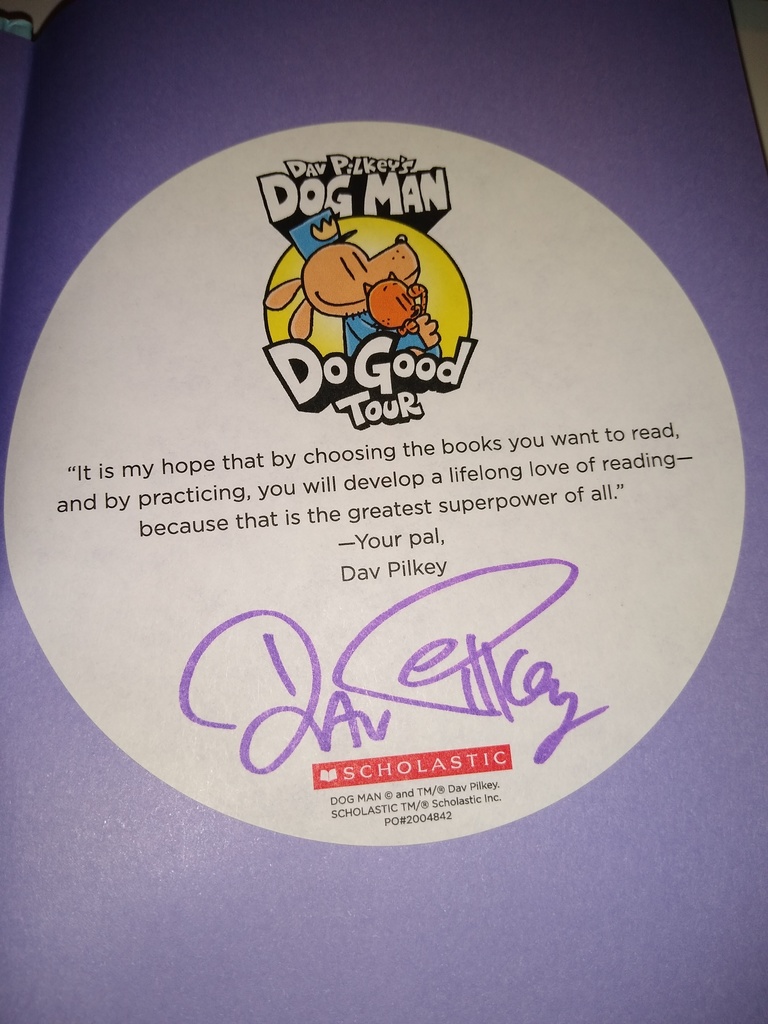 DAV PILKEY'S
DOG MAN
DO GOOD
TOUR
“It is my hope that by choosing the books you want to read,
and by practicing, you will develop a lifelong love of reading—
because that is the greatest superpower of all.”
—Your pal,
Dav Pilkey
DAV PILKEY
SCHOLASTIC
DOG MAN © and TM/® Dav Pilkey.
SCHOLASTIC TM/® Scholastic Inc.
PO#2004842